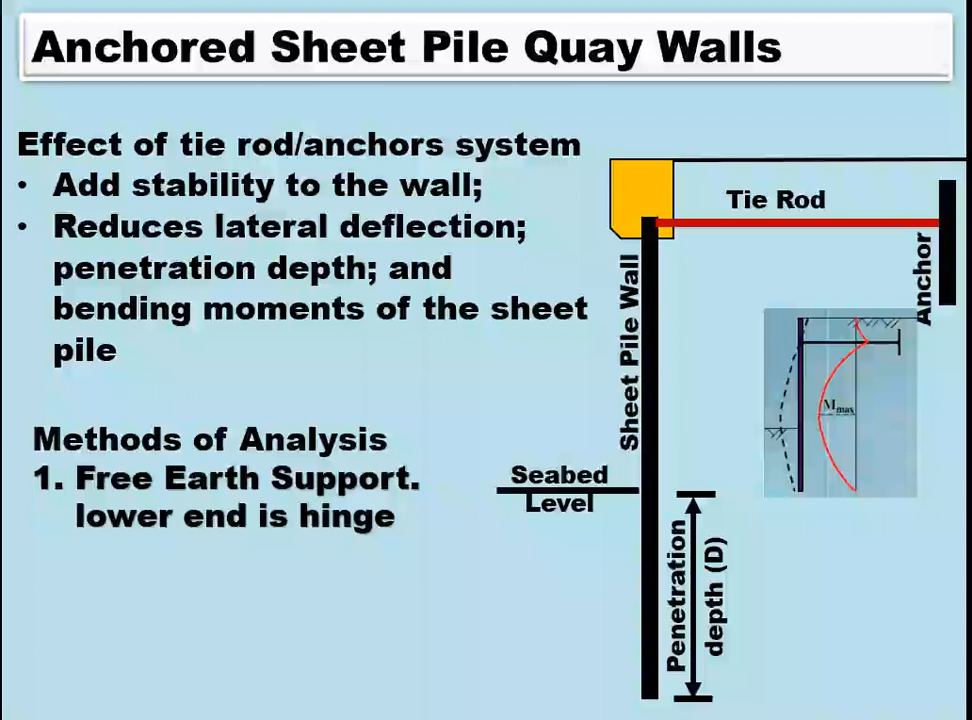 Anchored Sheet Pile Quay Walls
Effect of tie rod/anchors system
• Add stability to the wall;
• Reduces lateral deflection;
penetration depth; and
bending moments of the sheet
pile
Methods of Analysis
1. Free Earth Support.
lower end is hinge
Tie Rod
Anchor
Sheet Pile Wall
Mmax
Seabed
Level
Penetration
depth (D)